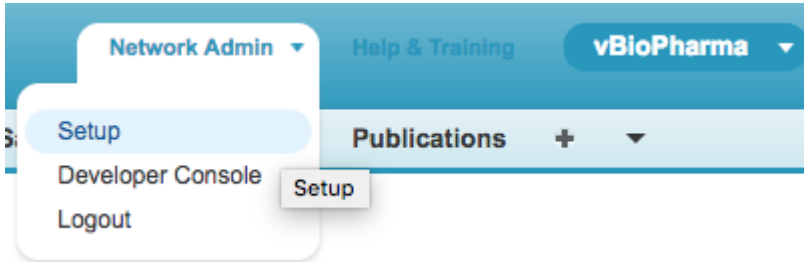 Network Admin Help & Training vBioPharma
Setup
Publications +
Developer Console
Setup
Logout